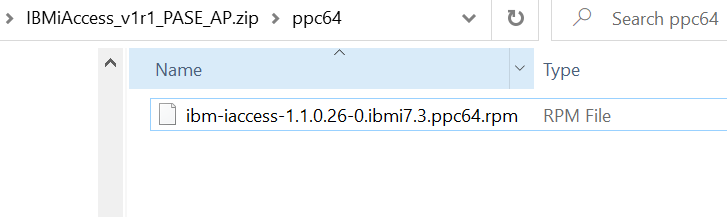 IBMiAccess_v1r1_PASE_AP.zip > ppc64 Search ppc64
Name Type
ibm-iaccess-1.1.0.26-0.ibmi7.3.ppc64.rpm RPM File